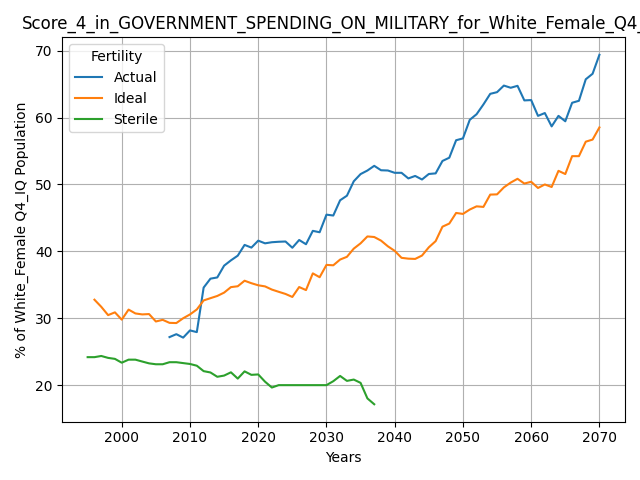 Score_4_in_GOVERNMENT_SPENDING_ON_MILITARY_for_White_Female_Q4_
Fertility
Actual
Ideal
Sterile
% of White_Female Q4_IQ Population
70
60
50
40
30
20
2000 2010 2020 2030 2040 2050 2060 2070
Years